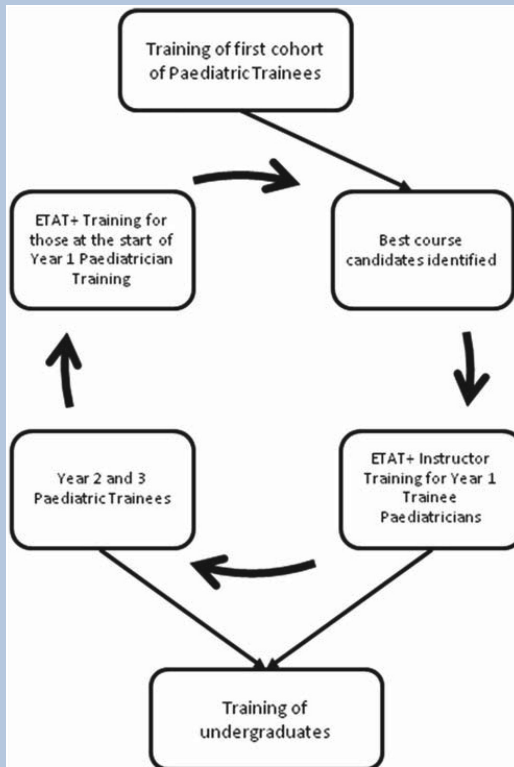 Training of first cohort
of Paediatric Trainees
ETAT+ Training for
those at the start of
Year 1 Paediatrician
Training
Best course
candidates identified
Year 2 and 3
Paediatric Trainees
ETAT+ Instructor
Training for Year 1
Trainee
Paediatricians
Training of
undergraduates